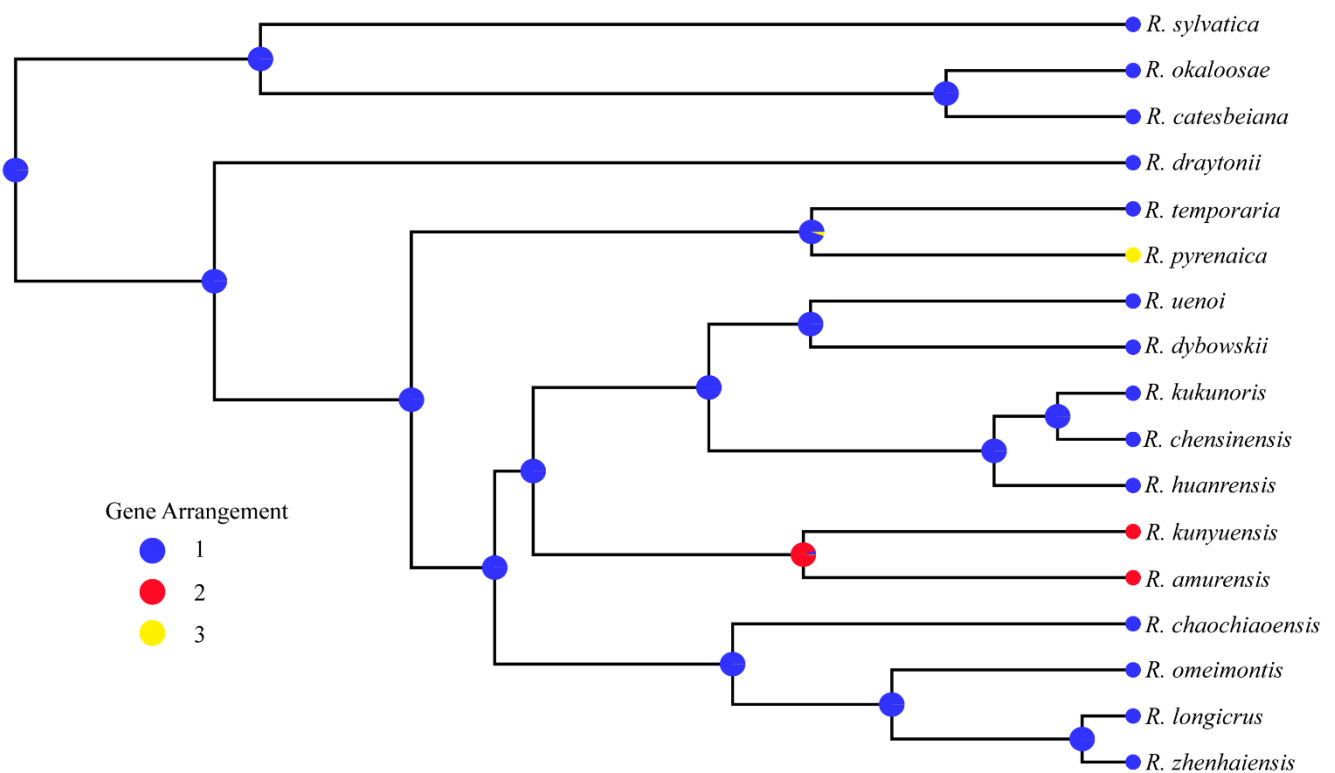 R. sylvatica
R. okaloosae
R. catesbeiana
R. draytonii
R. temporaria
R. pyrenaica
R. uenoi
R. dybowskii
R. kukunoris
R. chensinensis
R. huanrensis
R. kunyuensis
R. amurensis
R. chaochiaoensis
R. omeimontis
R. longicrus
R. zhenhaiensis
Gene Arrangement
1
2
3